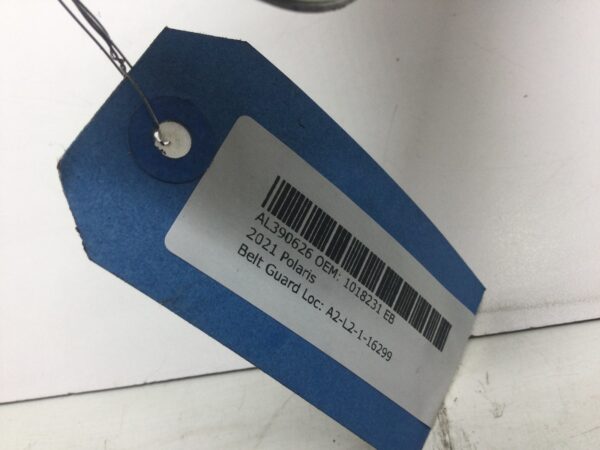 AL390626 OEM: 1018231 EB
2021 Polaris
Belt Guard Loc: A2-L2-1-16299